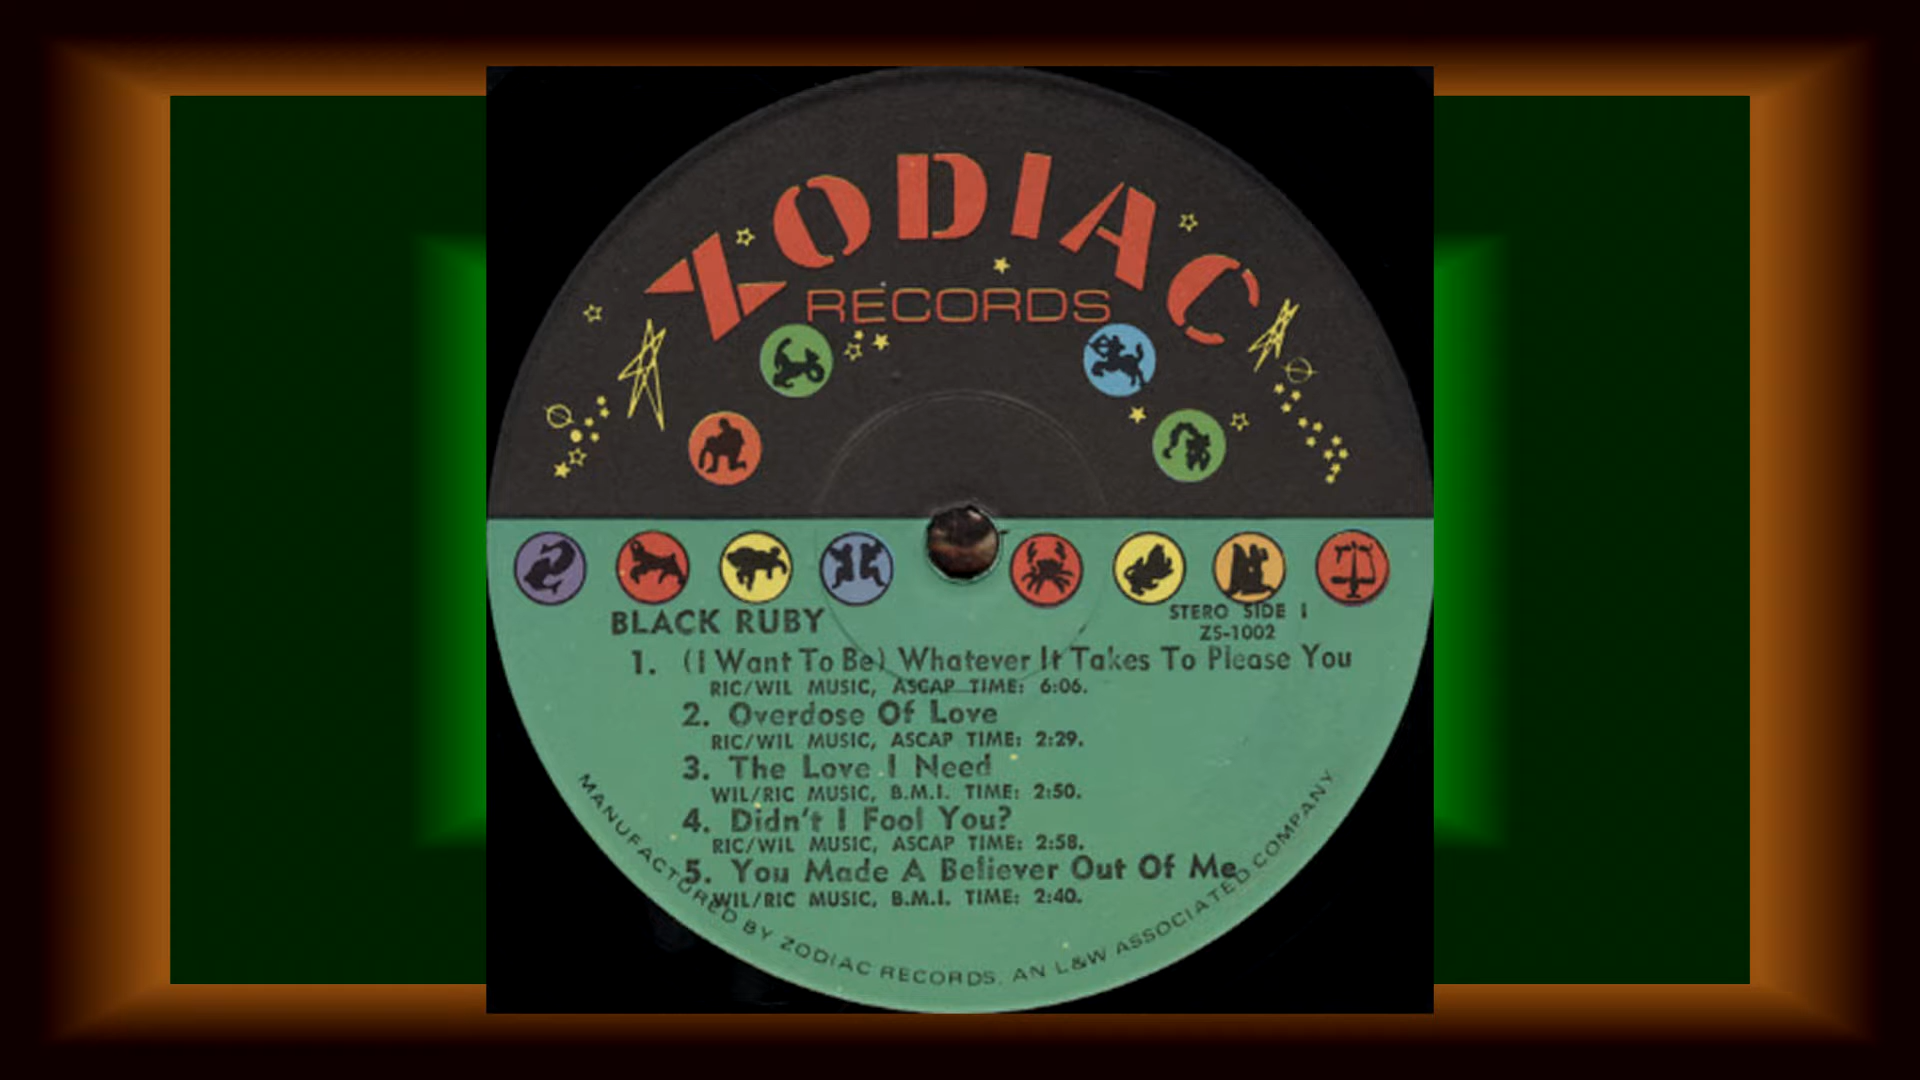 ZODIAC
RECORDS
BLACK RUBY
STERO SIDE 1
ZS-1002
1. (I Want To Be) Whatever It Takes To Please You
RIC/WIL MUSIC, ASCAP TIME: 6:06.
2. Overdose Of Love
RIC/WIL MUSIC, ASCAP TIME: 2:29.
3. The Love I Need
WIL/RIC MUSIC, B.M.I. TIME: 2:50.
4. Didn't I Fool You?
RIC/WIL MUSIC, ASCAP TIME: 2:58.
5. You Made A Believer Out Of Me
WIL/RIC MUSIC, B.M.I. TIME: 2:40.
MANUFACTURED BY ZODIAC RECORDS. AN L&W ASSOCIATED COMPANY